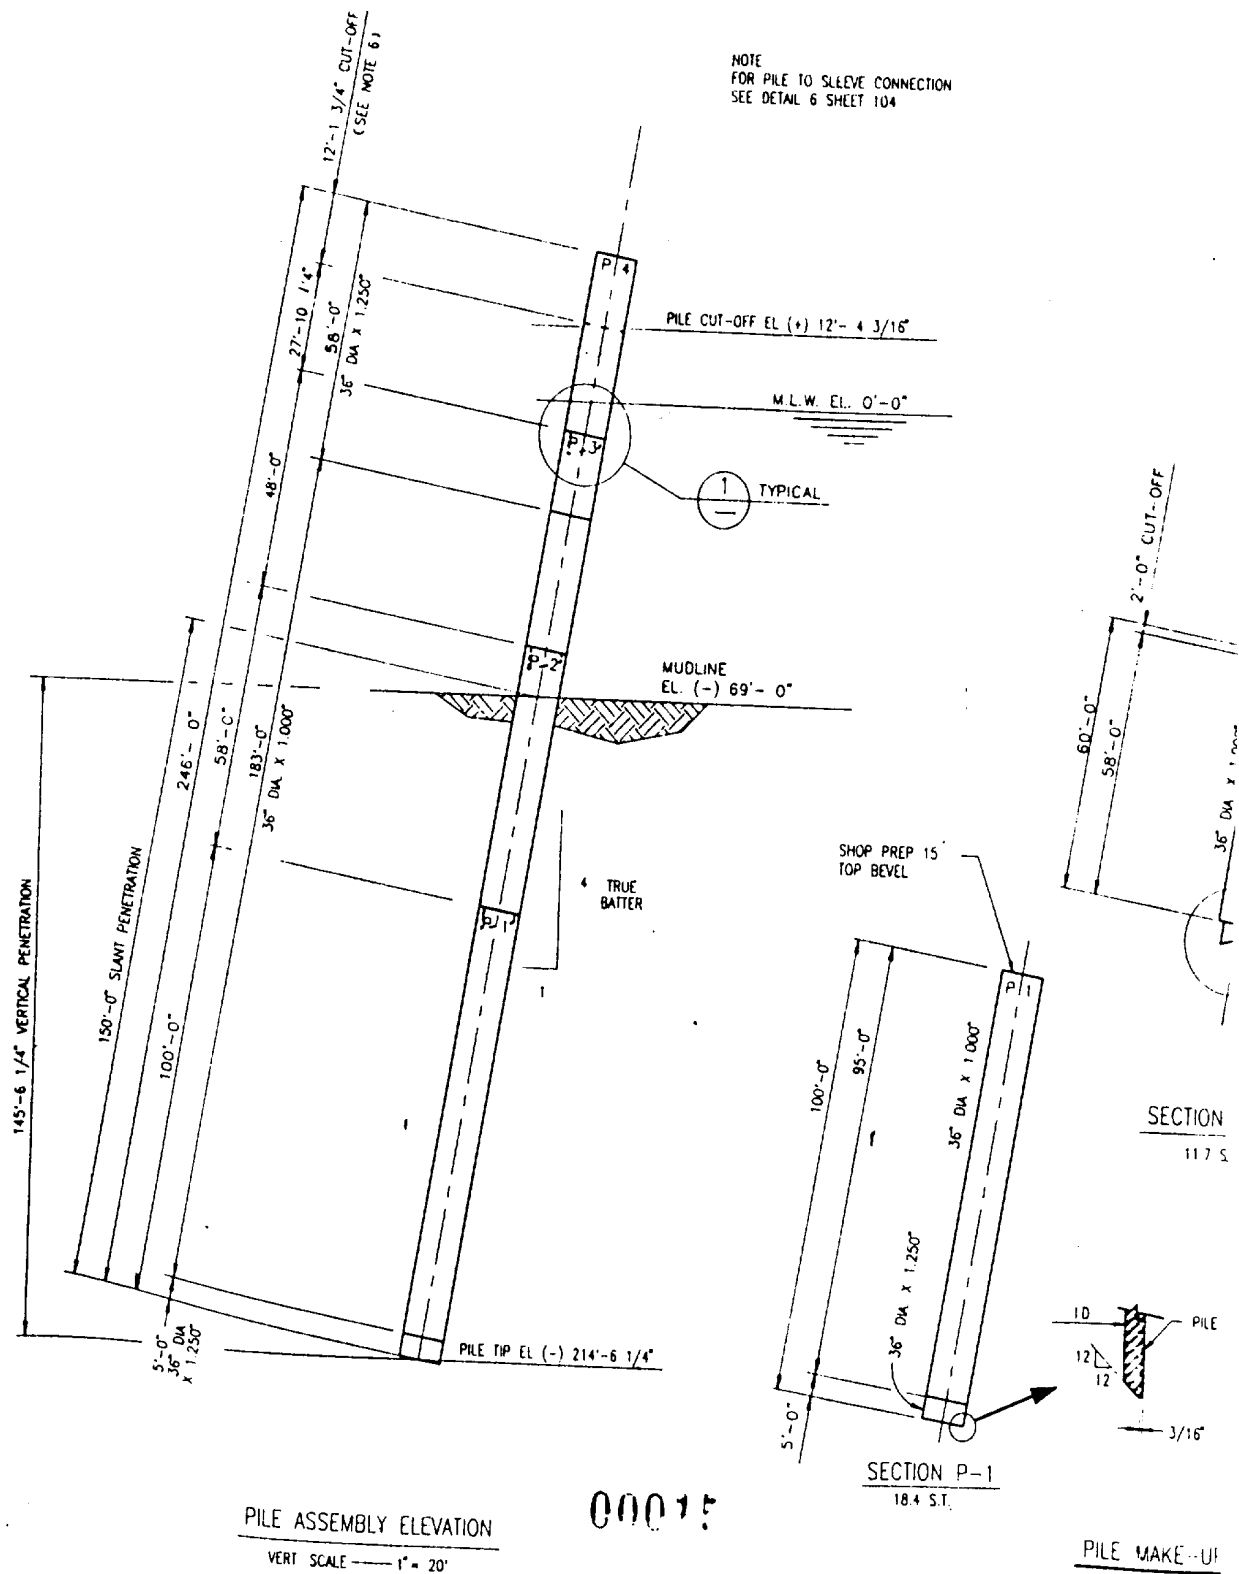 NOTE
FOR PILE TO SLEEVE CONNECTION
SEE DETAIL 6 SHEET 104
12'-1 3/4" CUT-OFF
(SEE NOTE 6)
27'-10 1/4"
58'-0"
36" DIA X 1.250"
P 4
PILE CUT-OFF EL (+) 12'- 4 3/16"
M.L.W. EL. 0'-0"
P 3
1
TYPICAL
48'-0"
P-2
MUDLINE
EL. (-) 69'- 0"
246'- 0"
58'-0"
183'-0"
36" DIA. X 1.000"
150'-0" SLANT PENETRATION
145'-6 1/4" VERTICAL PENETRATION
100'-0"
P 1
4 TRUE
BATTER
1
5'-0"
36" DIA
X 1.250"
PILE TIP EL (-) 214'-6 1/4"
PILE ASSEMBLY ELEVATION
VERT SCALE 1" = 20'
SHOP PREP 15
TOP BEVEL
P 1
100'-0"
95'-0"
36" DIA X 1.000"
36" DIA X 1.250"
5'-0"
SECTION P-1
18.4 S.T.
2'-0" CUT-OFF
60'-0"
58'-0"
36" DIA X 1.000"
SECTION
11.7 S
ID
PILE
12
12
3/16"
PILE MAKE-UP